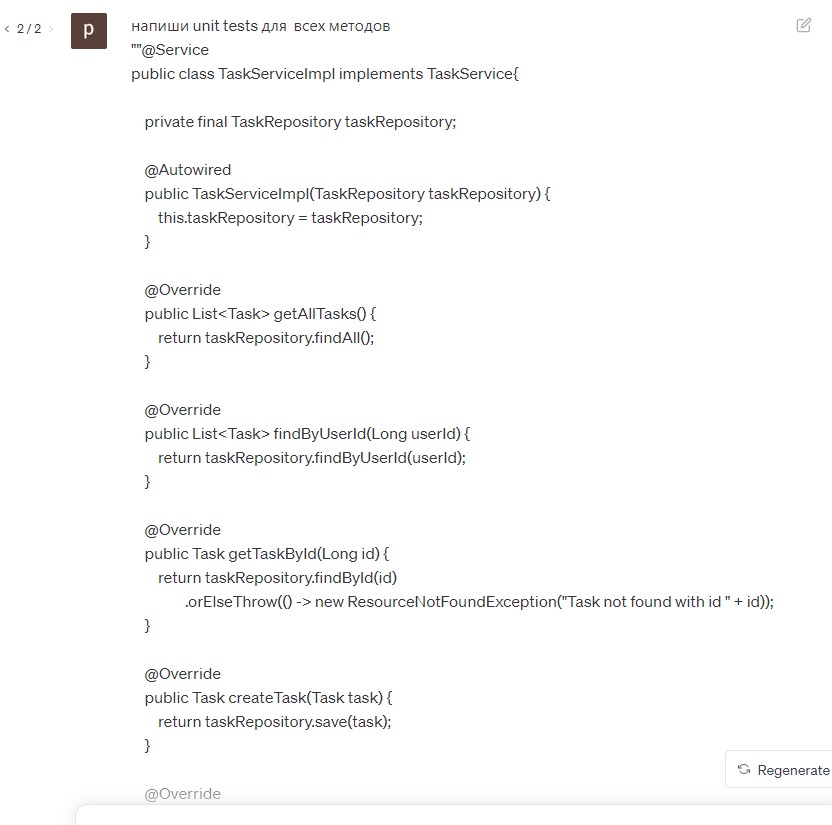 2 / 2
p
напиши unit tests для всех методов
""@Service
public class TaskServiceImpl implements TaskService{
private final TaskRepository taskRepository;
@Autowired
public TaskServiceImpl(TaskRepository taskRepository) {
this.taskRepository = taskRepository;
}
@Override
public List<Task> getAllTasks() {
return taskRepository.findAll();
}
@Override
public List<Task> findByUserId(Long userId) {
return taskRepository.findByUserId(userId);
}
@Override
public Task getTaskById(Long id) {
return taskRepository.findById(id)
.orElseThrow(() -> new ResourceNotFoundException("Task not found with id " + id));
}
@Override
public Task createTask(Task task) {
return taskRepository.save(task);
}
Regenerate
@Override